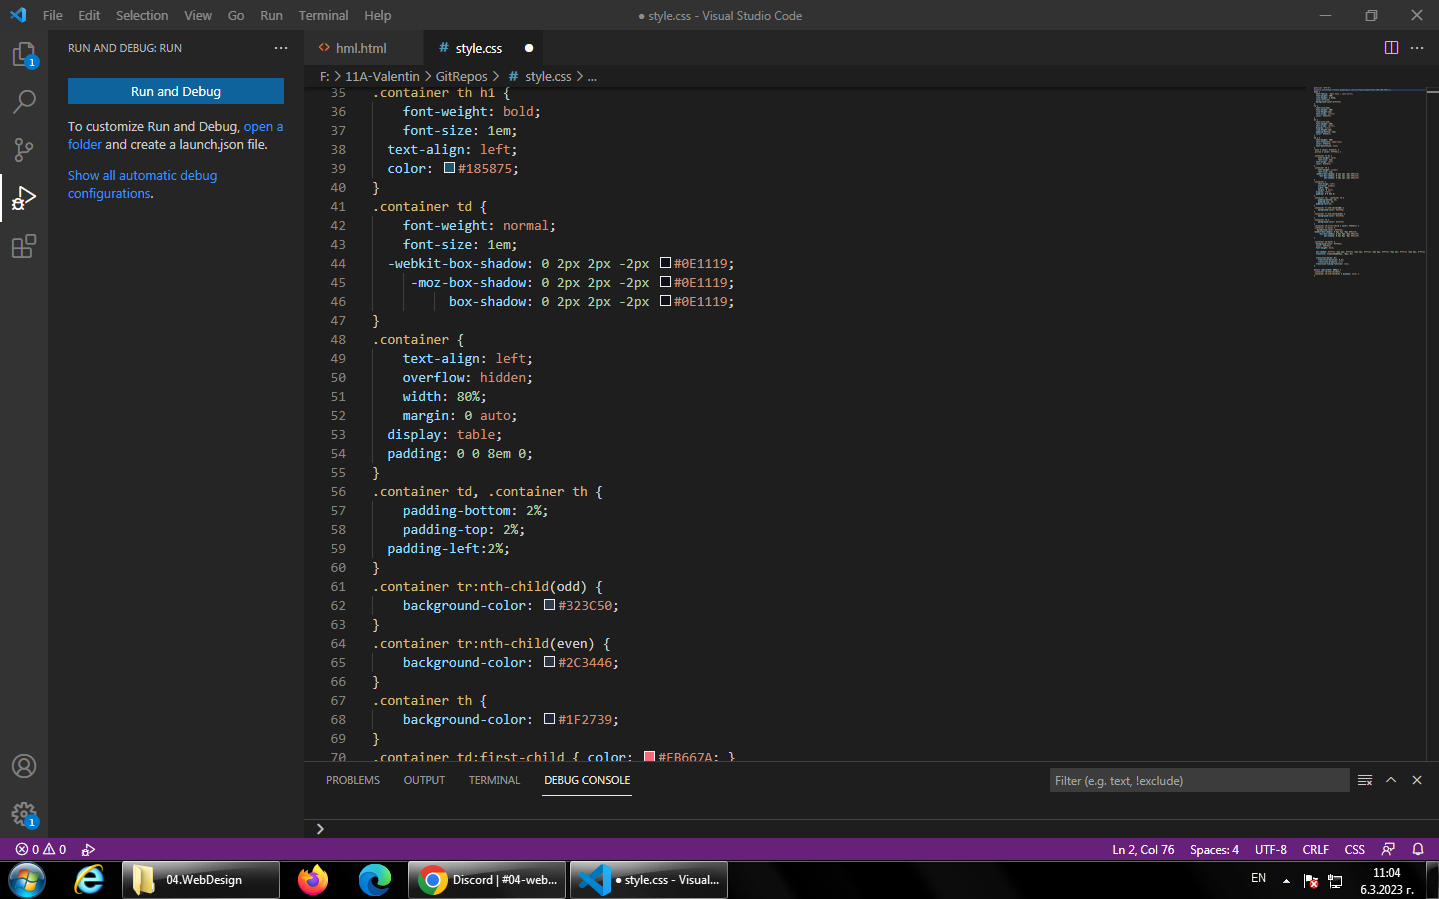 File Edit Selection View Go Run Terminal Help
● style.css - Visual Studio Code
RUN AND DEBUG: RUN ...
Run and Debug
To customize Run and Debug, open a
folder and create a launch.json file.
Show all automatic debug
configurations.
1
1
<> hml.html
# style.css ●
F: > 11A-Valentin > GitRepos > # style.css > ...
35 .container th h1 {
36 font-weight: bold;
37 font-size: 1em;
38 text-align: left;
39 color: #185875;
40 }
41 .container td {
42 font-weight: normal;
43 font-size: 1em;
44 -webkit-box-shadow: 0 2px 2px -2px #0E1119;
45 -moz-box-shadow: 0 2px 2px -2px #0E1119;
46 box-shadow: 0 2px 2px -2px #0E1119;
47 }
48 .container {
49 text-align: left;
50 overflow: hidden;
51 width: 80%;
52 margin: 0 auto;
53 display: table;
54 padding: 0 0 8em 0;
55 }
56 .container td, .container th {
57 padding-bottom: 2%;
58 padding-top: 2%;
59 padding-left:2%;
60 }
61 .container tr:nth-child(odd) {
62 background-color: #323C50;
63 }
64 .container tr:nth-child(even) {
65 background-color: #2C3446;
66 }
67 .container th {
68 background-color: #1F2739;
69 }
70 .container td:first-child { color: #FB667A; }
PROBLEMS OUTPUT TERMINAL DEBUG CONSOLE
Filter (e.g. text, !exclude)
>
0 0
Ln 2, Col 76 Spaces: 4 UTF-8 CRLF CSS
04.WebDesign
Discord | #04-web...
● style.css - Visual...
EN
11:04
6.3.2023 г.